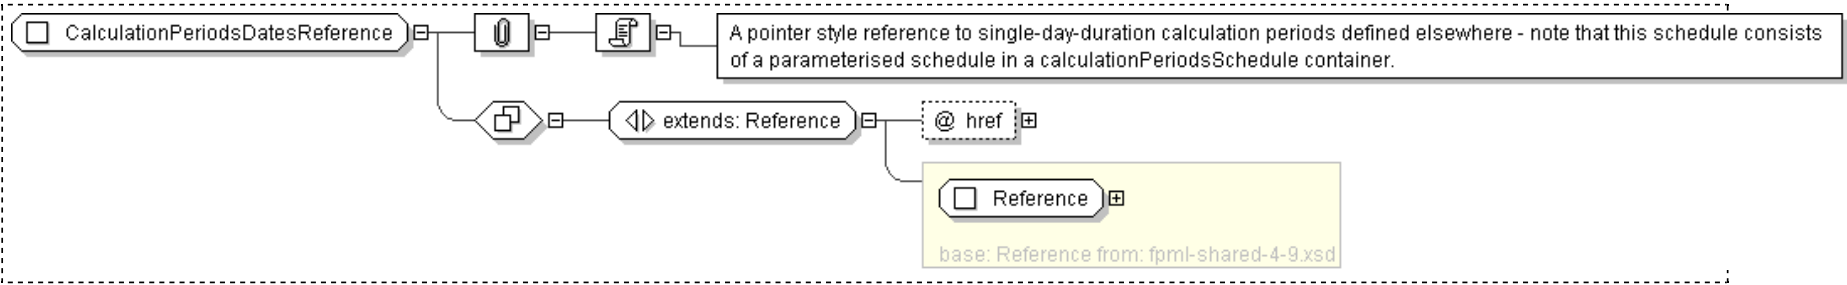 CalculationPeriodsDatesReference
A pointer style reference to single-day-duration calculation periods defined elsewhere - note that this schedule consists
of a parameterised schedule in a calculationPeriodsSchedule container.
extends: Reference
@ href
Reference
base: Reference from: fpml-shared-4-9.xsd